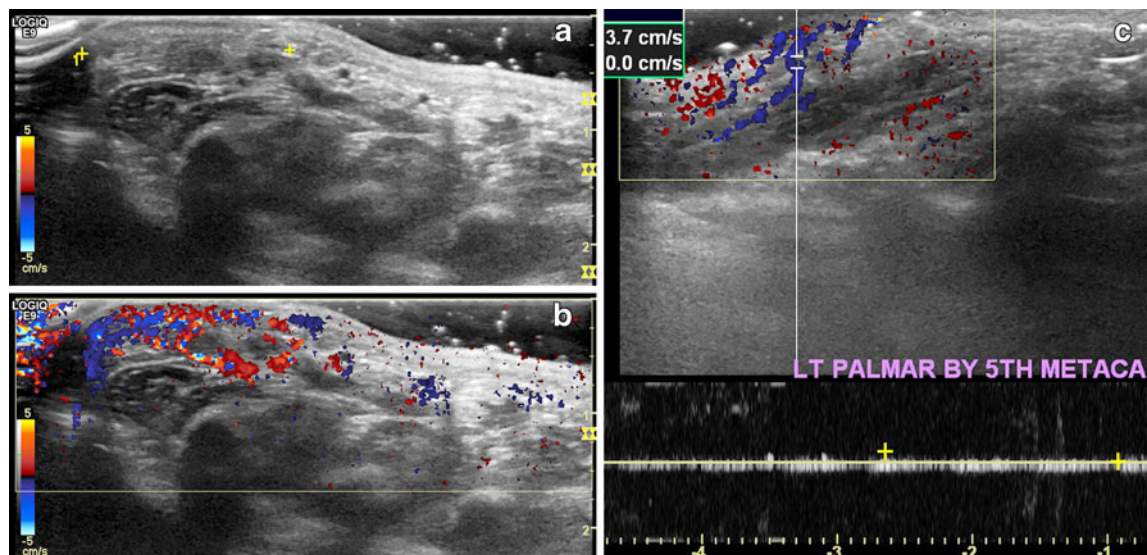 LOGIQ
E9
a
1
5
-5
cm/s
1
2
LOGIQ
E9
b
5
-5
cm/s
1
2
c
3.7 cm/s
0.0 cm/s
LT PALMAR BY 5TH METACA
-4
-3
-2
-1